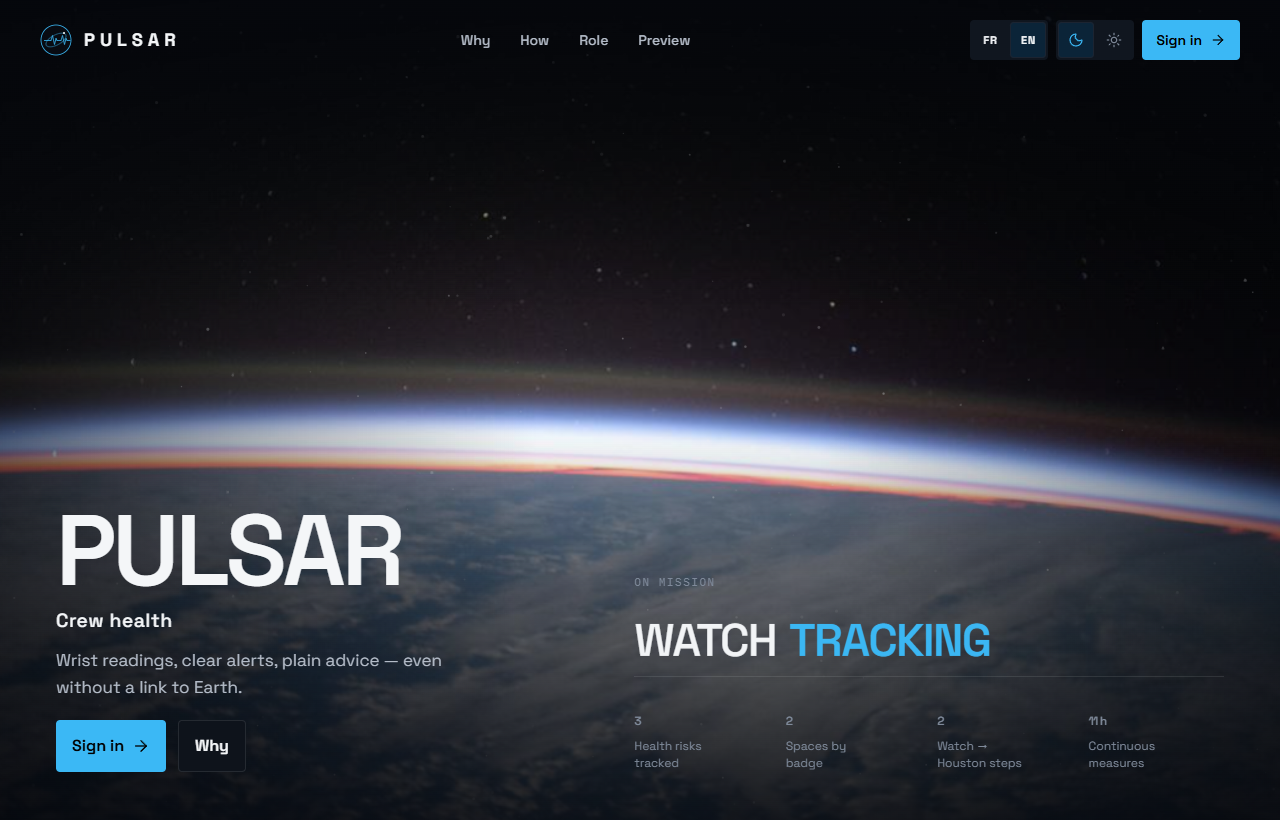 PULSAR
Why
How
Role
Preview
FR
EN
Sign in →
PULSAR
Crew health
Wrist readings, clear alerts, plain advice — even
without a link to Earth.
Sign in →
Why
ON MISSION
WATCH TRACKING
3
Health risks
tracked
2
Spaces by
badge
2
Watch →
Houston steps
11 h
Continuous
measures